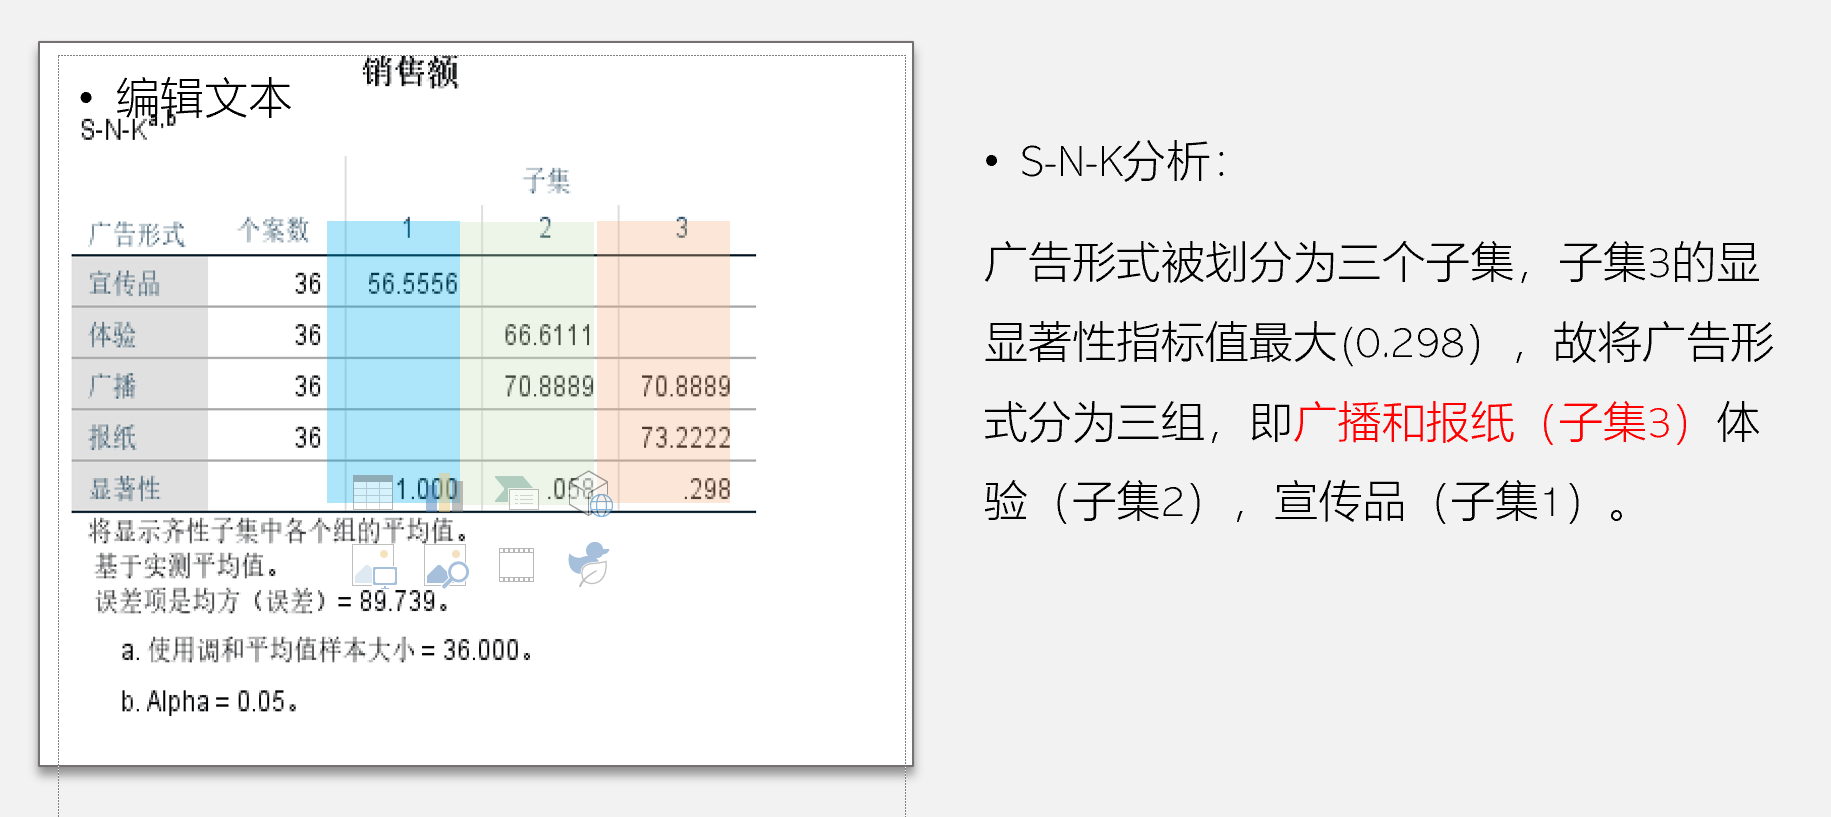 销售额
• 编辑文本
S-N-Ka,b
子集
广告形式 个案数 1 2 3
宣传品 36 56.5556
体验 36 66.6111
广播 36 70.8889 70.8889
报纸 36 73.2222
显著性 1.000 .058 .298
将显示齐性子集中各个组的平均值。
基于实测平均值。
误差项是均方（误差）= 89.739。
a. 使用调和平均值样本大小 = 36.000。
b. Alpha = 0.05。
• S-N-K分析：
广告形式被划分为三个子集，子集3的显
显著性指标值最大(0.298），故将广告形
式分为三组，即广播和报纸（子集3）体
验（子集2），宣传品（子集1）。